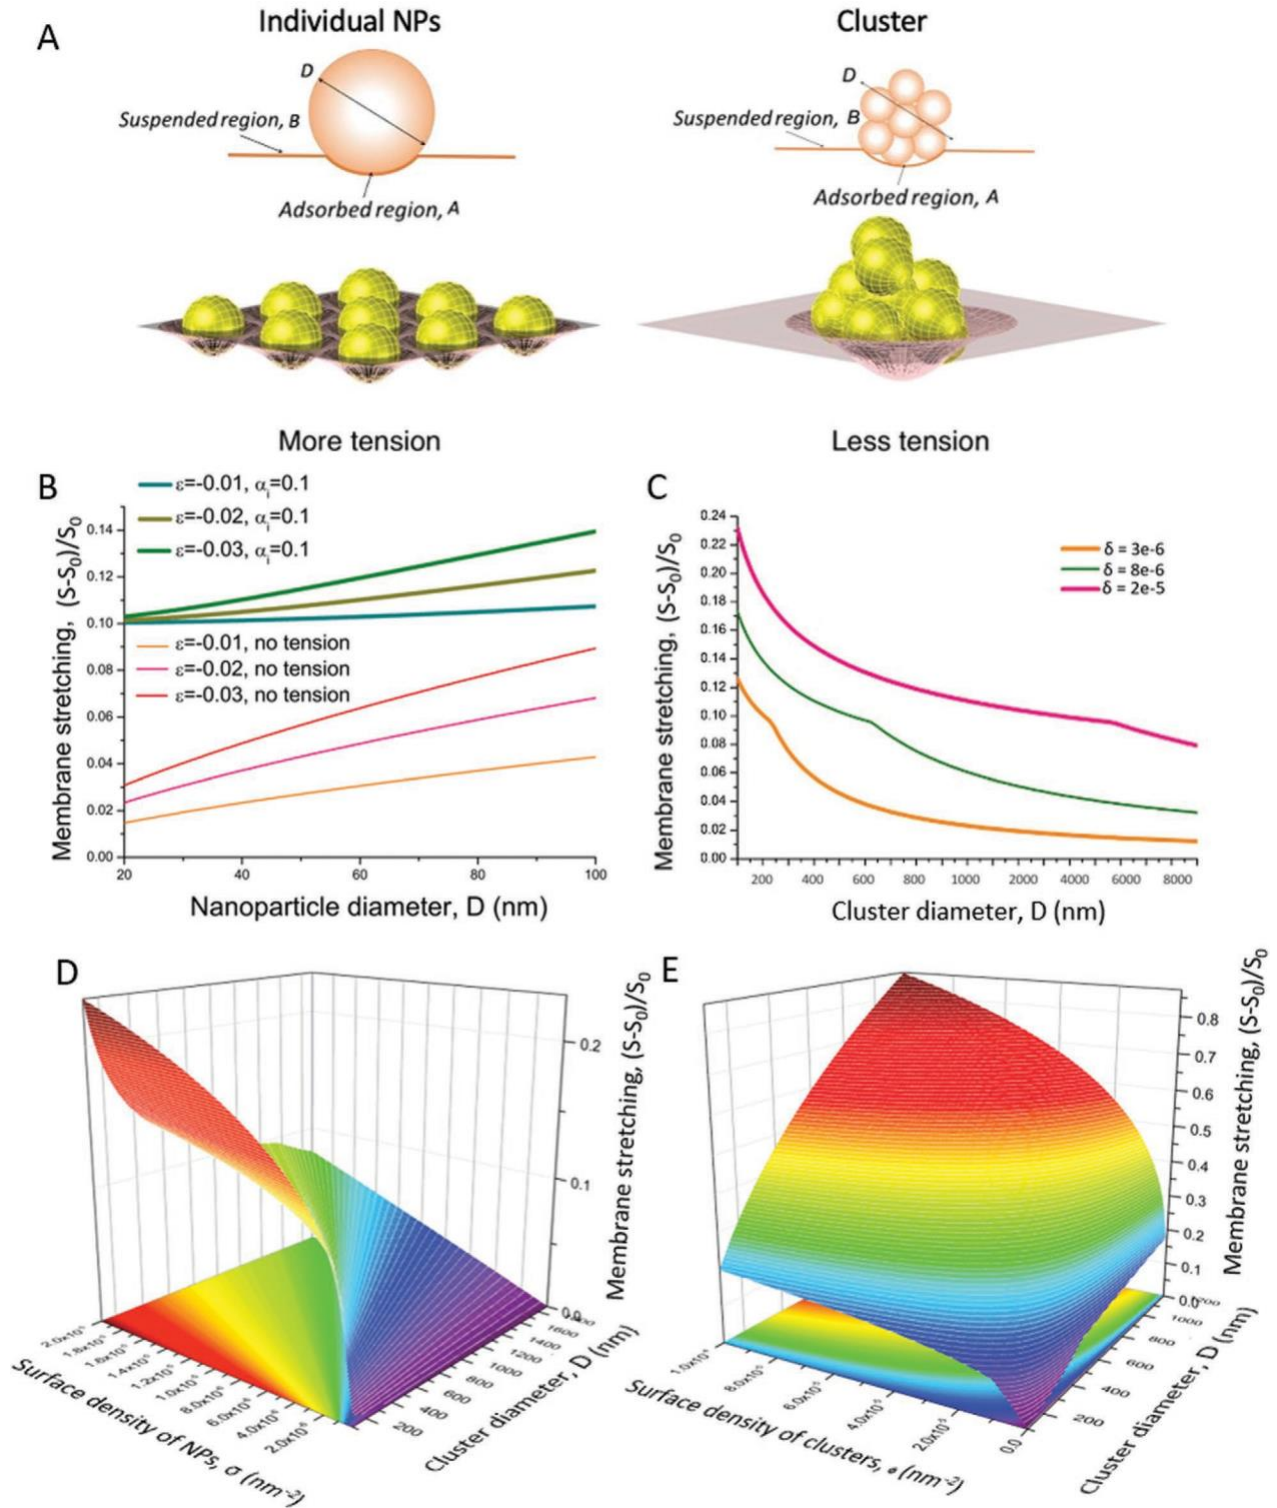 A
Individual NPs
Cluster
D
Suspended region, B
Adsorbed region, A
D
Suspended region, B
Adsorbed region, A
More tension
Less tension
B
ε=-0.01, αi=0.1
ε=-0.02, αi=0.1
ε=-0.03, αi=0.1
ε=-0.01, no tension
ε=-0.02, no tension
ε=-0.03, no tension
Membrane stretching, (S-S0)/S0
0.14
0.12
0.10
0.08
0.06
0.04
0.02
0.00
20 40 60 80 100
Nanoparticle diameter, D (nm)
C
δ = 3e-6
δ = 8e-6
δ = 2e-5
Membrane stretching, (S-S0)/S0
0.24
0.22
0.20
0.18
0.16
0.14
0.12
0.10
0.08
0.06
0.04
0.02
0.00
200 400 600 800 1000 2000 4000 6000 8000
Cluster diameter, D (nm)
D
Membrane stretching, (S-S0)/S0
0.2
0.1
0.0
1600
1400
1200
1000
800
600
400
200
Cluster diameter, D (nm)
Surface density of NPs, σ (nm-2)
E
Membrane stretching, (S-S0)/S0
0.8
0.7
0.6
0.5
0.4
0.3
0.2
0.1
0.0
1200
1000
800
600
400
200
0.0
Cluster diameter, D (nm)
Surface density of clusters, (nm-2)